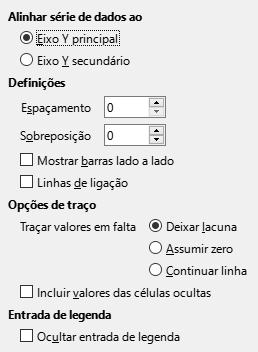 Alinhar série de dados ao
Eixo Y principal
Eixo Y secundário
Definições
Espaçamento 0
Sobreposição 0
Mostrar barras lado a lado
Linhas de ligação
Opções de traço
Traçar valores em falta Deixar lacuna
Assumir zero
Continuar linha
Incluir valores das células ocultas
Entrada de legenda
Ocultar entrada de legenda